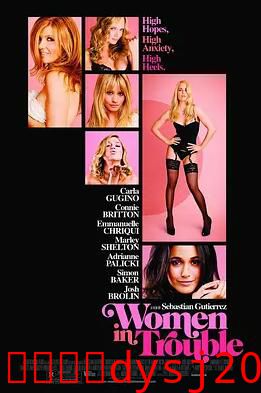 High
Hopes,
High
Anxiety,
High
Heels.
Carla
GUGINO
Connie
BRITTON
Emmanuelle
CHRIQUI
Marley
SHELTON
Adrianne
PALICKI
Simon
BAKER
Josh
BROLIN
Sebastian Gutierrez
Women
in Trouble
dysj20